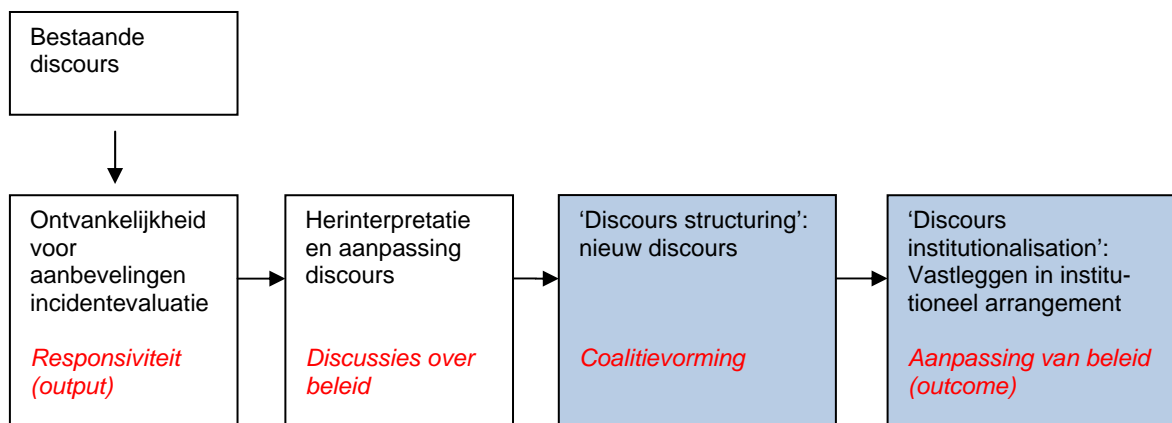 Bestaande
discours
Ontvankelijkheid
voor
aanbevelingen
incidentevaluatie
Responsiviteit
(output)
Herinterpretatie
en aanpassing
discours
Discussies over
beleid
‘Discours structuring’:
nieuw discours
Coalitievorming
‘Discours
institutionalisation’:
Vastleggen in institu-
tioneel arrangement
Aanpassing van beleid
(outcome)